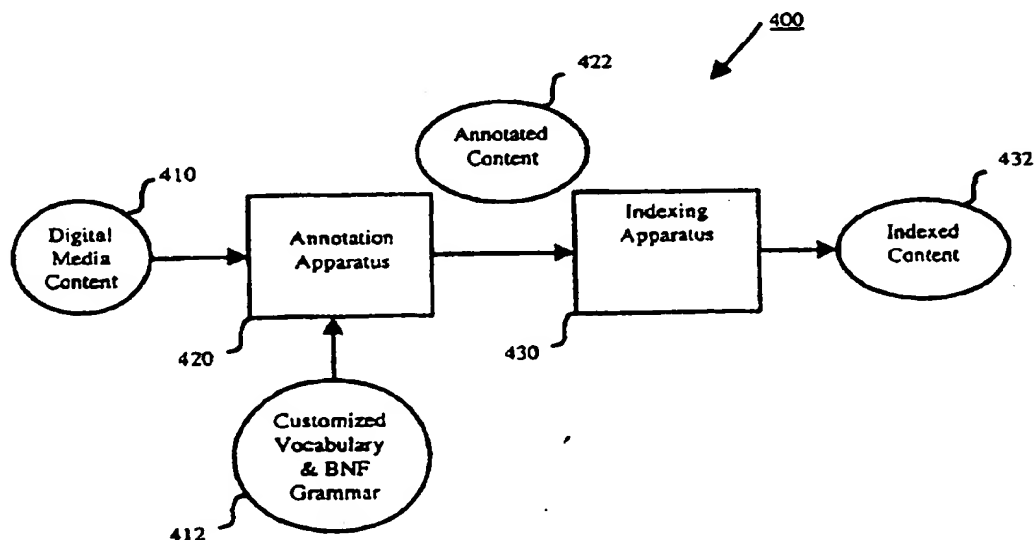 400
422
Annotated
Content
432
410
Digital
Media
Content
Annotation
Apparatus
Indexing
Apparatus
Indexed
Content
420
430
Customized
Vocabulary
& BNF
Grammar
412